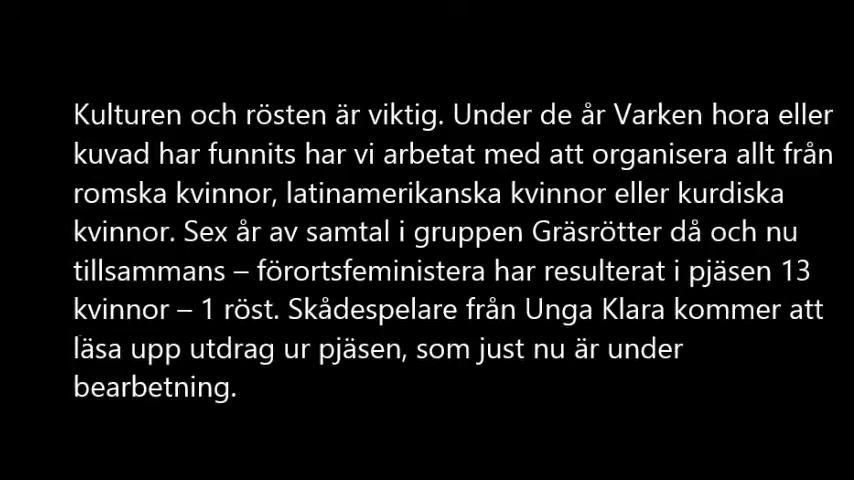 Kulturen och rösten är viktig. Under de år Varken hora eller
kuvad har funnits har vi arbetat med att organisera allt från
romska kvinnor, latinamerikanska kvinnor eller kurdiska
kvinnor. Sex år av samtal i gruppen Gräsrötter då och nu
tillsammans – förortsfeministera har resulterat i pjäsen 13
kvinnor – 1 röst. Skådespelare från Unga Klara kommer att
läsa upp utdrag ur pjäsen, som just nu är under
bearbetning.